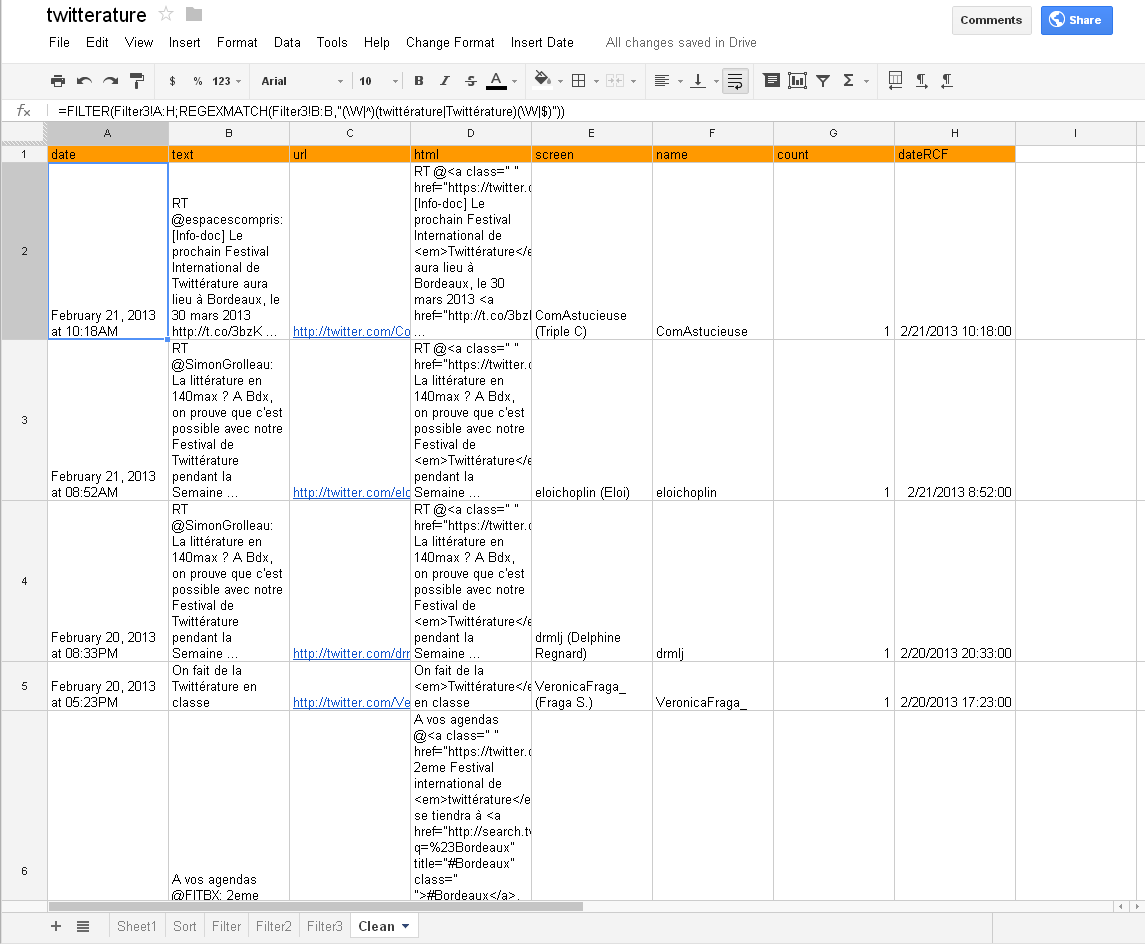 twitterature
Comments
Share
File Edit View Insert Format Data Tools Help Change Format Insert Date All changes saved in Drive
$ % 123 Arial 10 B I S A Σ ¶ ¶
fx =FILTER(Filter3!A:H;REGEXMATCH(Filter3!B:B,"(\W|^)(twittérature|Twittérature)(\W|$)"))
A B C D E F G H I
1 date text url html screen name count dateRCF
2
February 21, 2013
at 10:18AM
RT
@espacescompris:
[Info-doc] Le
prochain Festival
International de
Twittérature aura
lieu à Bordeaux, le
30 mars 2013
http://t.co/3bzK ...
http://twitter.com/Co
RT @<a class=" "
href="https://twitter.c
[Info-doc] Le
prochain Festival
International de
<em>Twittérature</e
aura lieu à
Bordeaux, le 30
mars 2013 <a
href="http://t.co/3bzl
...
ComAstucieuse
(Triple C)
ComAstucieuse
1
2/21/2013 10:18:00
3
February 21, 2013
at 08:52AM
RT
@SimonGrolleau:
La littérature en
140max ? A Bdx,
on prouve que c'est
possible avec notre
Festival de
Twittérature
pendant la
Semaine ...
http://twitter.com/elo
RT @<a class=" "
href="https://twitter.c
La littérature en
140max ? A Bdx,
on prouve que c'est
possible avec notre
Festival de
<em>Twittérature</e
pendant la
Semaine ...
eloichoplin (Eloi)
eloichoplin
1
2/21/2013 8:52:00
4
February 20, 2013
at 08:33PM
RT
@SimonGrolleau:
La littérature en
140max ? A Bdx,
on prouve que c'est
possible avec notre
Festival de
Twittérature
pendant la
Semaine ...
http://twitter.com/drr
RT @<a class=" "
href="https://twitter.c
La littérature en
140max ? A Bdx,
on prouve que c'est
possible avec notre
Festival de
<em>Twittérature</e
pendant la
Semaine ...
drmlj (Delphine
Regnard)
drmlj
1
2/20/2013 20:33:00
5
February 20, 2013
at 05:23PM
On fait de la
Twittérature en
classe
http://twitter.com/Ve
On fait de la
<em>Twittérature</e
en classe
VeronicaFraga_
(Fraga S.)
VeronicaFraga_
1
2/20/2013 17:23:00
6
A vos agendas
@FITBX: 2eme
A vos agendas
@<a class=" "
href="https://twitter.c
2eme Festival
international de
<em>twittérature</e
se tiendra à <a
href="http://search.tv
q=%23Bordeaux"
title="#Bordeaux"
class="
">#Bordeaux</a>.
+ Sheet1 Sort Filter Filter2 Filter3 Clean